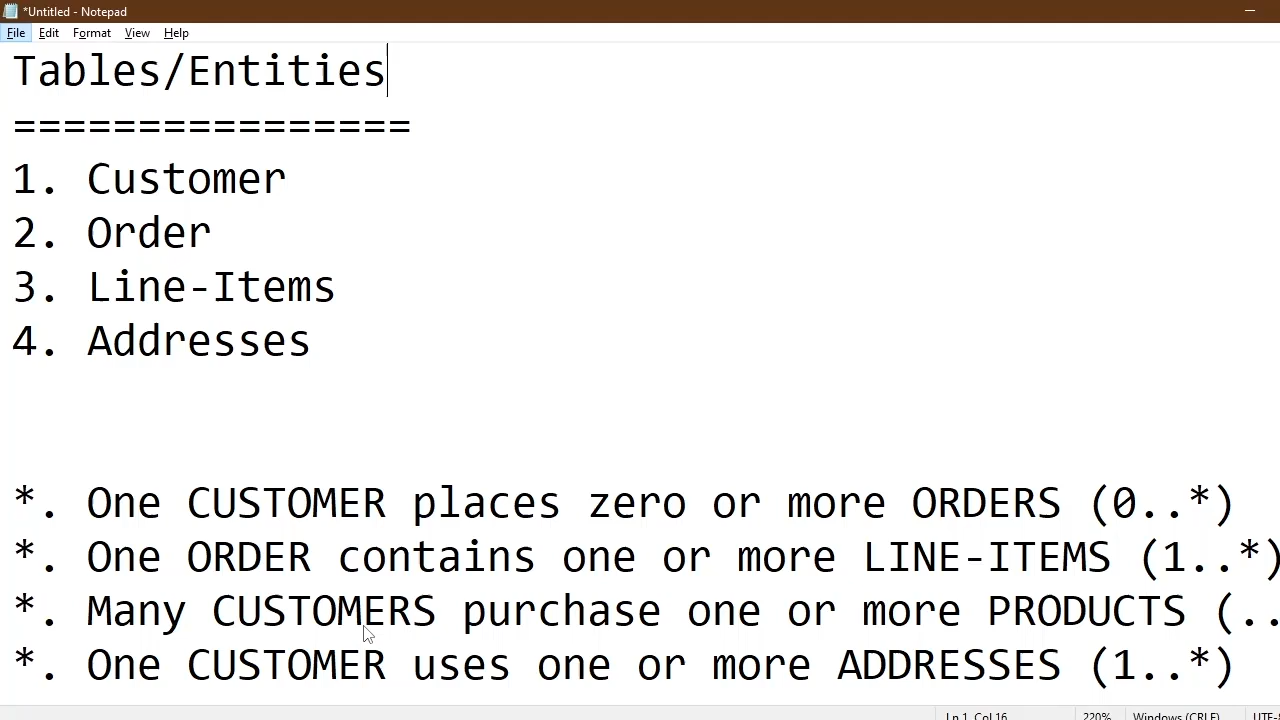 *Untitled - Notepad
File Edit Format View Help
Tables/Entities
================
1. Customer
2. Order
3. Line-Items
4. Addresses
*. One CUSTOMER places zero or more ORDERS (0..*)
*. One ORDER contains one or more LINE-ITEMS (1..*)
*. Many CUSTOMERS purchase one or more PRODUCTS (..
*. One CUSTOMER uses one or more ADDRESSES (1..*)
Ln 1, Col 16 220% Windows (CRLF) UTF-